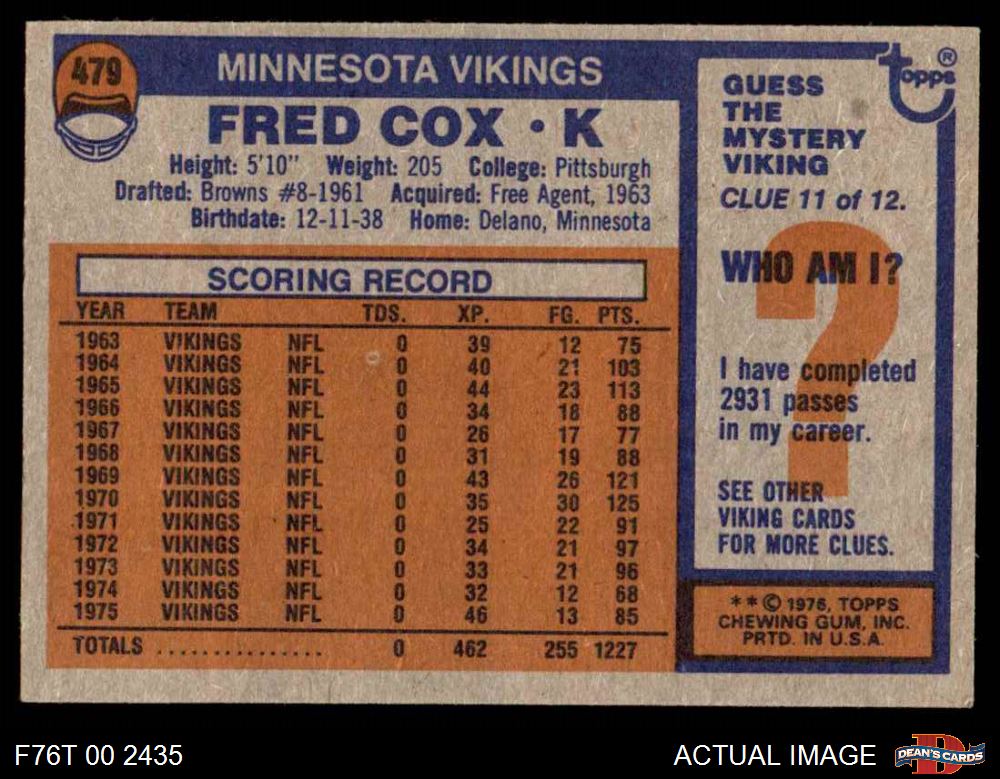 479
MINNESOTA VIKINGS
FRED COX • K
Height: 5'10" Weight: 205 College: Pittsburgh
Drafted: Browns #8-1961 Acquired: Free Agent, 1963
Birthdate: 12-11-38 Home: Delano, Minnesota
SCORING RECORD
YEAR TEAM TDS. XP. FG. PTS.
1963 VIKINGS NFL 0 39 12 75
1964 VIKINGS NFL 0 40 21 103
1965 VIKINGS NFL 0 44 23 113
1966 VIKINGS NFL 0 34 18 88
1967 VIKINGS NFL 0 26 17 77
1968 VIKINGS NFL 0 31 19 88
1969 VIKINGS NFL 0 43 26 121
1970 VIKINGS NFL 0 35 30 125
1971 VIKINGS NFL 0 25 22 91
1972 VIKINGS NFL 0 34 21 97
1973 VIKINGS NFL 0 33 21 96
1974 VIKINGS NFL 0 32 12 68
1975 VIKINGS NFL 0 46 13 85
TOTALS ............... 0 462 255 1227
topps®
GUESS
THE
MYSTERY
VIKING
CLUE 11 of 12.
WHO AM I?
?
I have completed
2931 passes
in my career.
SEE OTHER
VIKING CARDS
FOR MORE CLUES.
**© 1976, TOPPS
CHEWING GUM, INC.
PRTD. IN U.S.A.
F76T 00 2435
ACTUAL IMAGE
D
DEAN'S CARDS